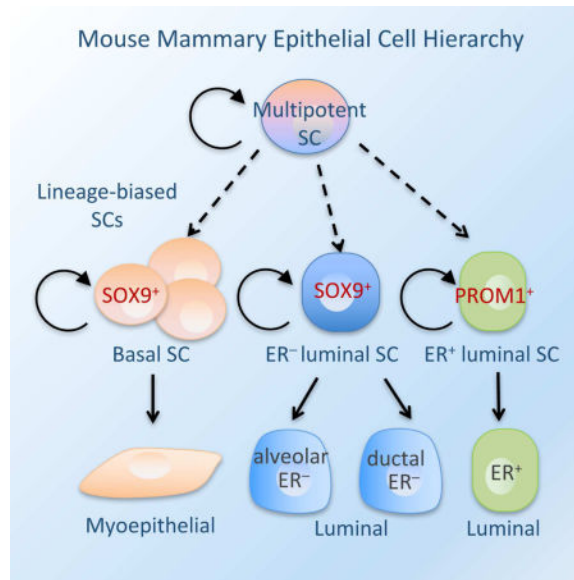 Mouse Mammary Epithelial Cell Hierarchy
Multipotent
SC
Lineage-biased
SCs
SOX9⁺
SOX9⁺
PROM1⁺
Basal SC
ER⁻ luminal SC
ER⁺ luminal SC
alveolar
ER⁻
ductal
ER⁻
ER⁺
Myoepithelial
Luminal
Luminal